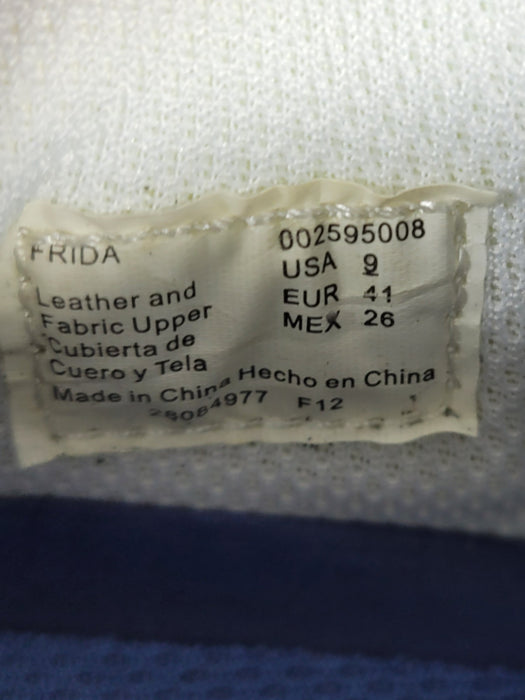 FRIDA
002595008
USA 9
EUR 41
MEX 26
Leather and
Fabric Upper
Cubierta de
Cuero y Tela
Made in China Hecho en China
28084977 F12 1